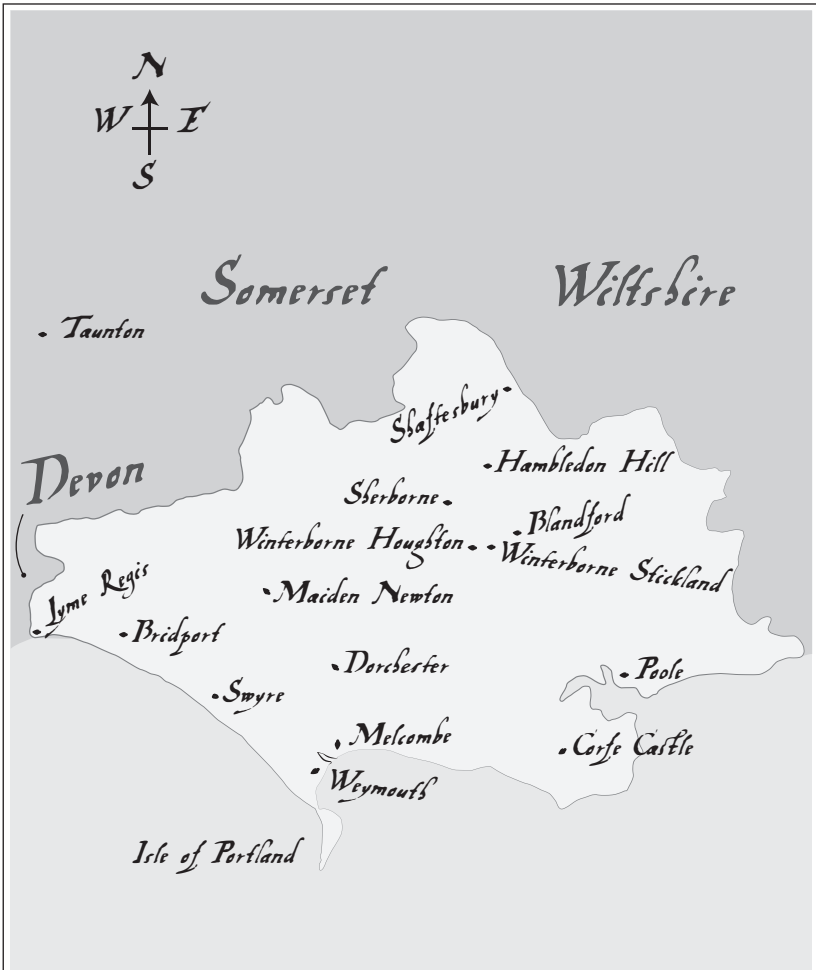 N
W E
S
Somerset
Wiltshire
Taunton
Shaftesbury
Devon
Hambledon Hill
Sherborne
Blandford
Winterborne Houghton
Winterborne Stickland
Lyme Regis
Maiden Newton
Bridport
Dorchester
Poole
Swyre
Melcombe
Corfe Castle
Weymouth
Isle of Portland